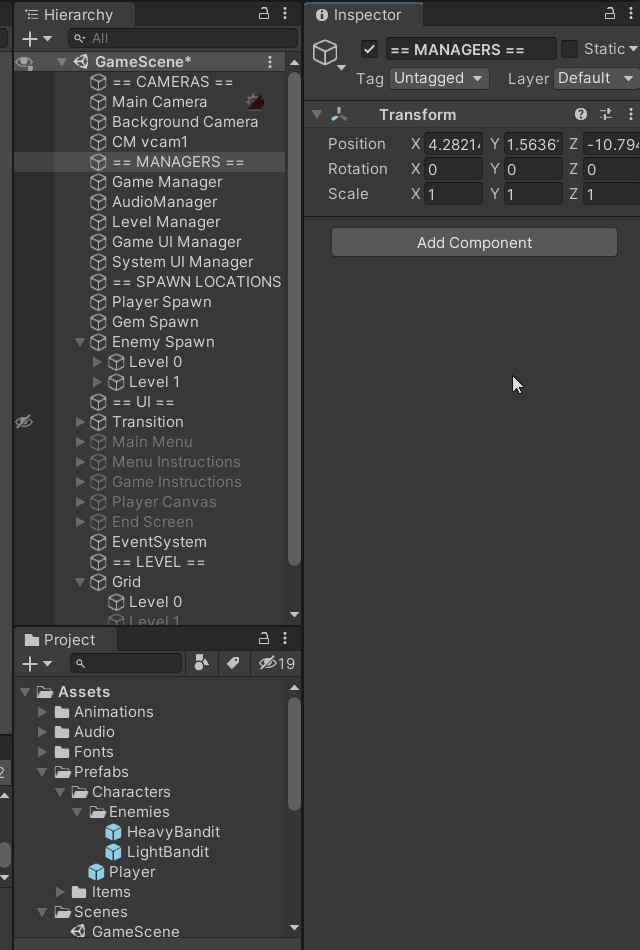 Hierarchy
All
GameScene*
== CAMERAS ==
Main Camera
Background Camera
CM vcam1
== MANAGERS ==
Game Manager
AudioManager
Level Manager
Game UI Manager
System UI Manager
== SPAWN LOCATIONS
Player Spawn
Gem Spawn
Enemy Spawn
Level 0
Level 1
== UI ==
Transition
Main Menu
Menu Instructions
Game Instructions
Player Canvas
End Screen
EventSystem
== LEVEL ==
Grid
Level 0
Level 1
Project
19
Assets
Animations
Audio
Fonts
Prefabs
Characters
Enemies
HeavyBandit
LightBandit
Player
Items
Scenes
GameScene
2
Inspector
== MANAGERS == Static
Tag Untagged Layer Default
Transform
Position X 4.2821 Y 1.5636 Z -10.794
Rotation X 0 Y 0 Z 0
Scale X 1 Y 1 Z 1
Add Component